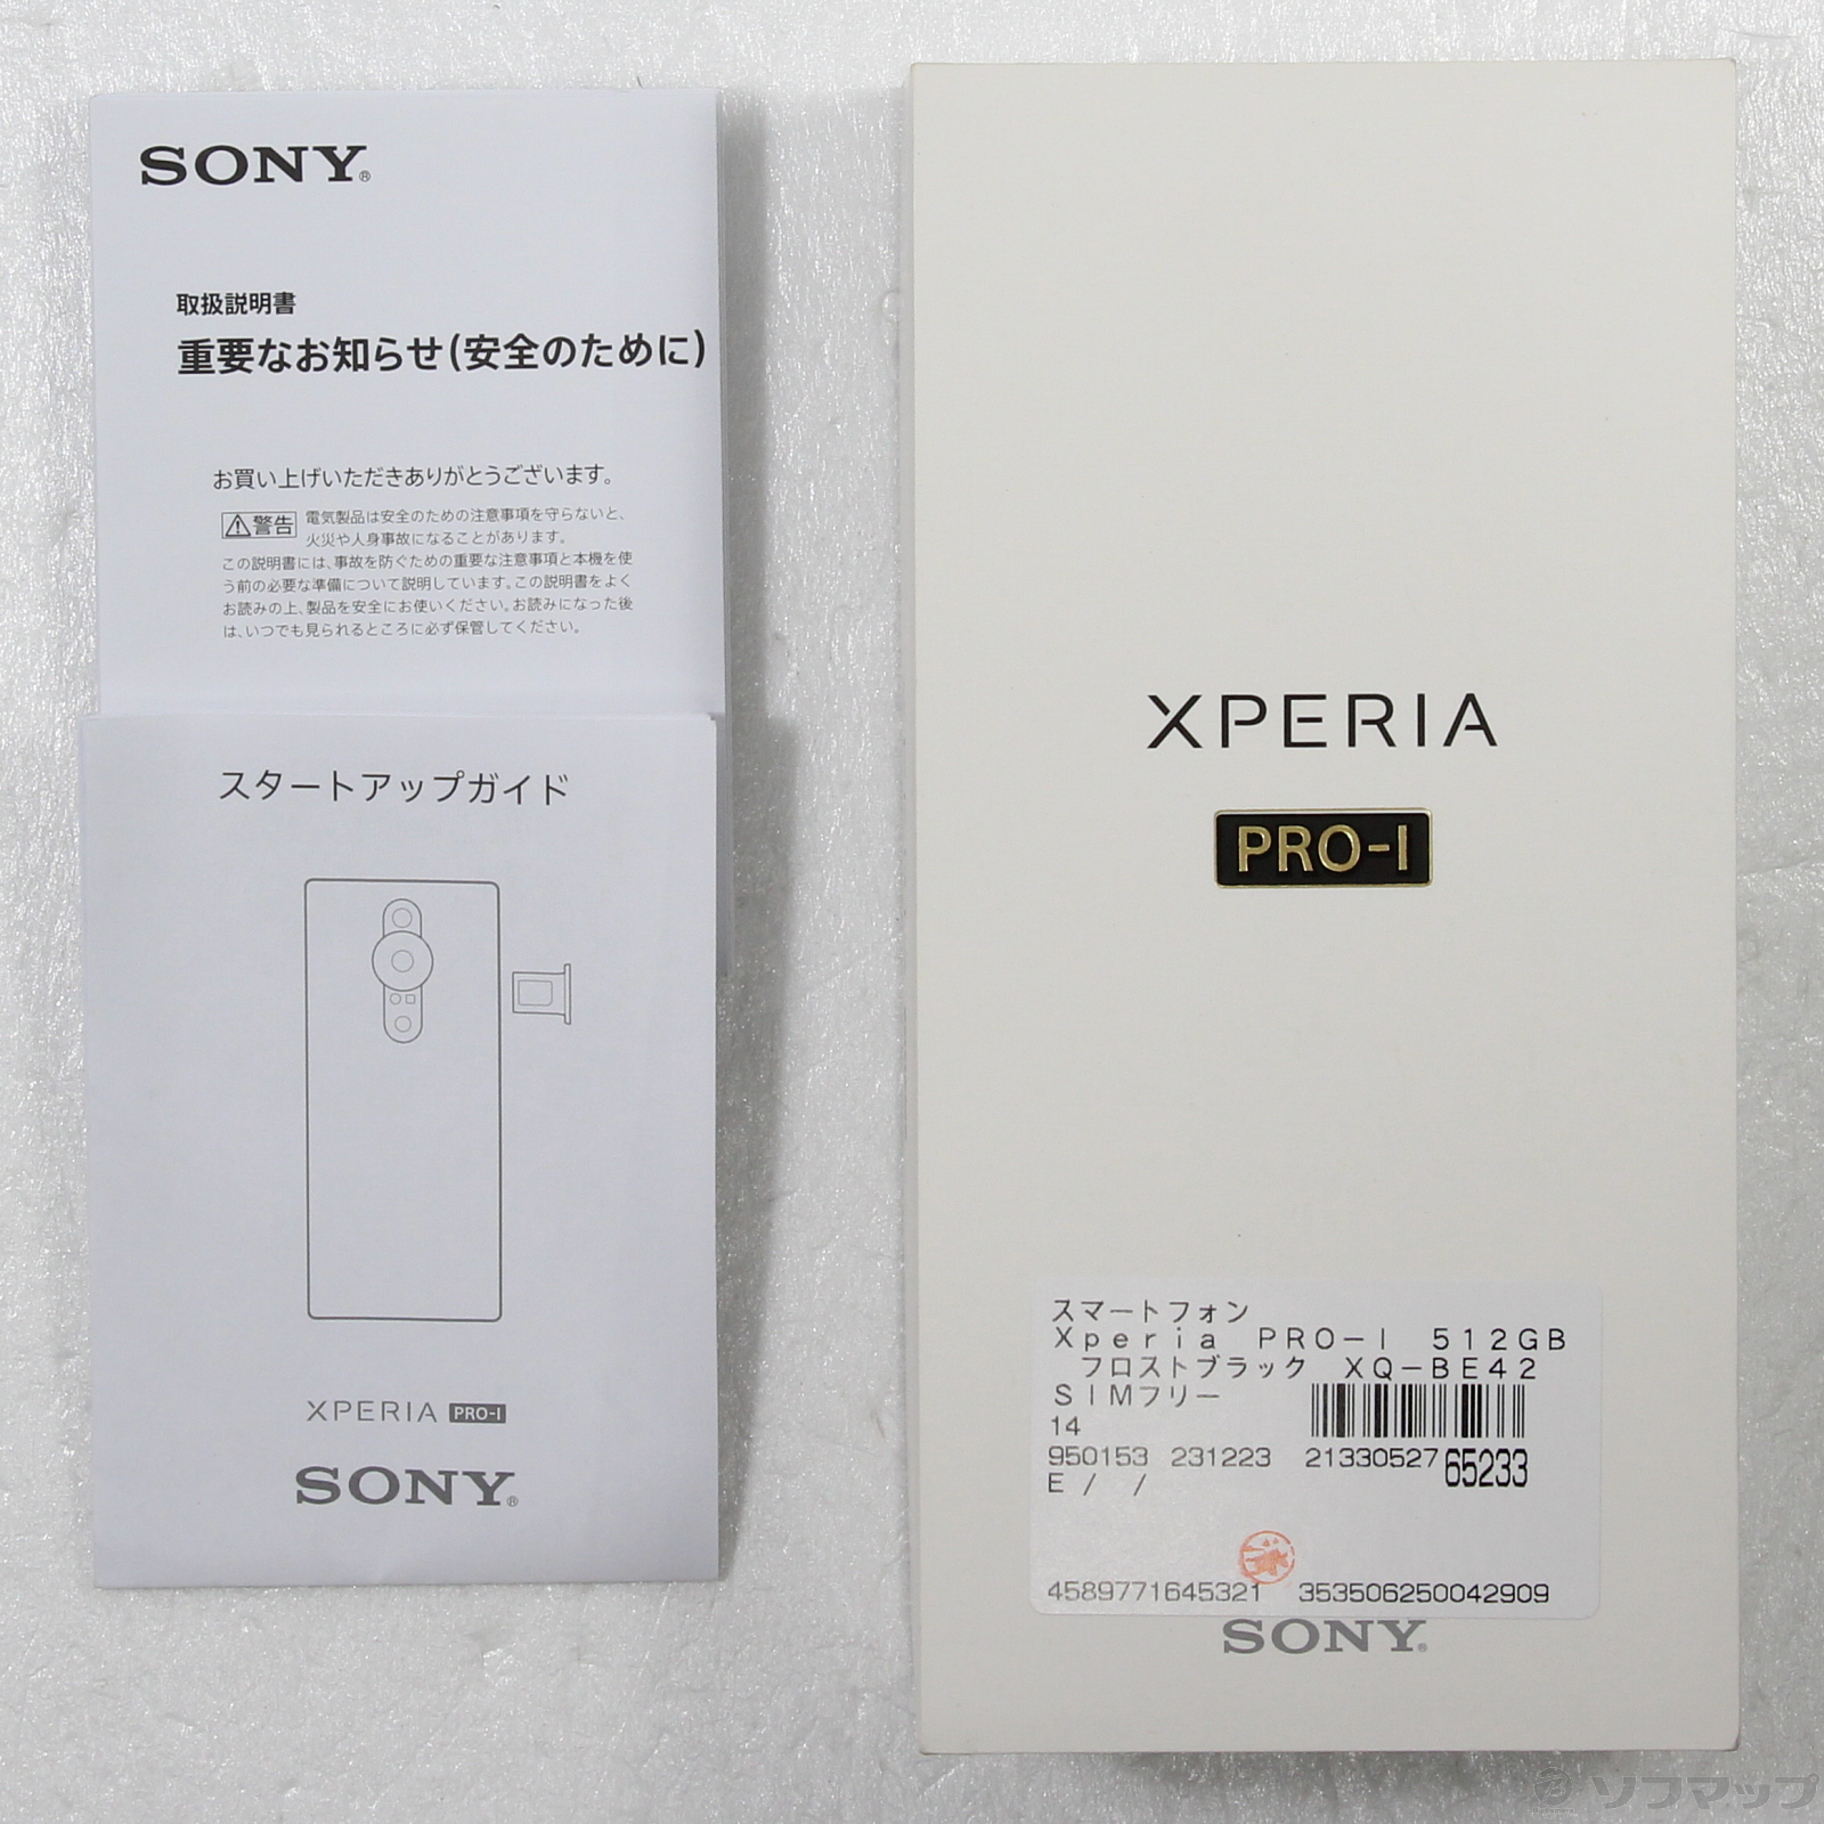 SONY®
取扱説明書
重要なお知らせ(安全のために)
お買い上げいただきありがとうございます。
警告 電気製品は安全のための注意事項を守らないと、
火災や人身事故になることがあります。
この説明書には、事故を防ぐための重要な注意事項と本機を使
う前の必要な準備について説明しています。この説明書をよく
お読みの上、製品を安全にお使いください。お読みになった後
は、いつでも見られるところに必ず保管してください。
スタートアップガイド
XPERIA PRO-I
SONY®
XPERIA
PRO-I
スマートフォン
Xperia PRO-I 512GB
フロストブラック XQ-BE42
SIMフリー
14
950153 231223 2133052765233
E / /
4589771645321 353506250042909
SONY®
ソフマップ